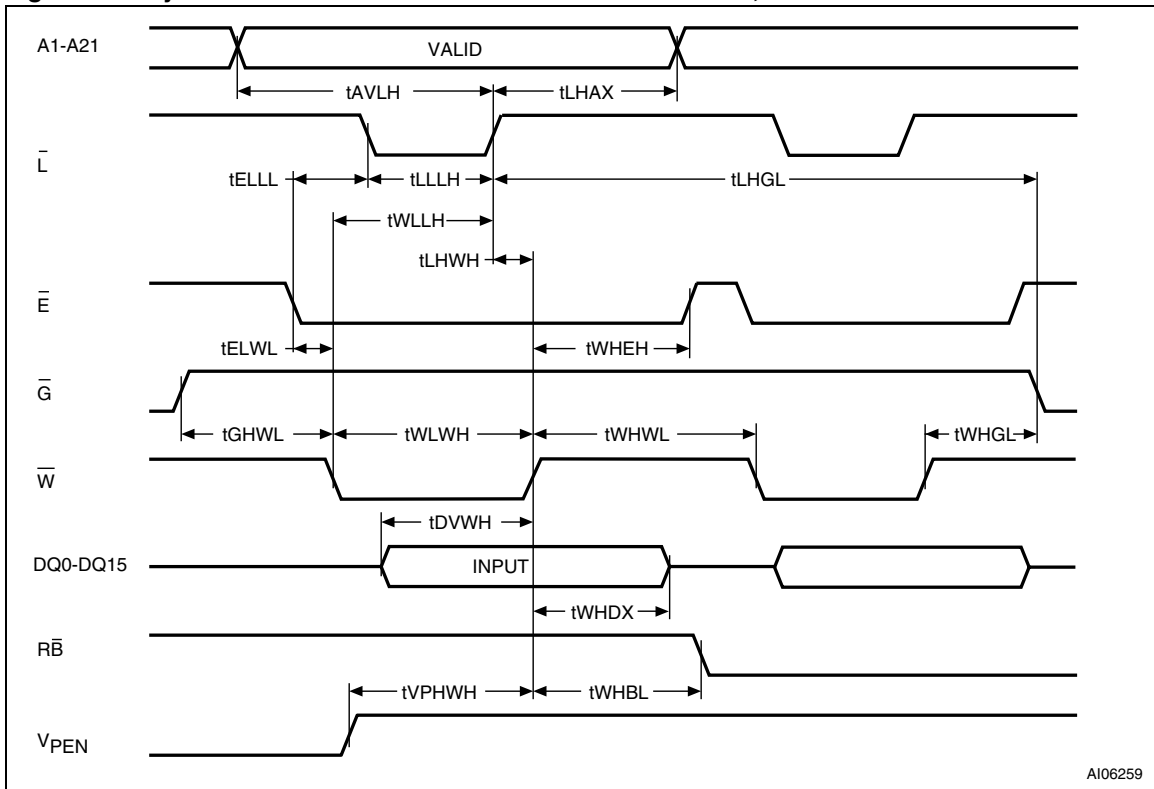 A1-A21
VALID
tAVLH
tLHAX
L̅
tELLL
tLLLH
tLHGL
tWLLH
tLHWH
E̅
tELWL
tWHEH
G̅
tGHWL
tWLWH
tWHWL
tWHGL
W̅
tDVWH
DQ0-DQ15
INPUT
tWHDX
RB̅
tVPHWH
tWHBL
VPEN
AI06259